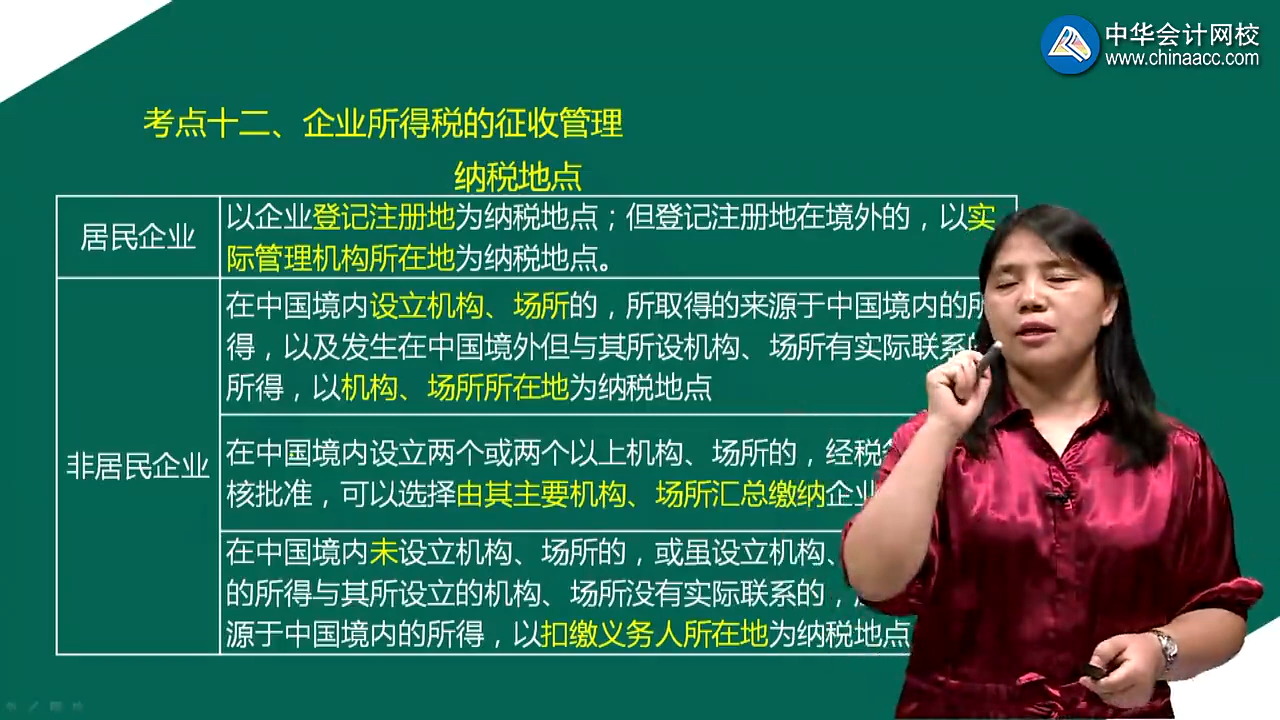 中华会计网校
www.chinaacc.com
考点十二、企业所得税的征收管理
纳税地点
居民企业
以企业登记注册地为纳税地点；但登记注册地在境外的，以实
际管理机构所在地为纳税地点。
非居民企业
在中国境内设立机构、场所的，所取得的来源于中国境内的所
得，以及发生在中国境外但与其所设机构、场所有实际联系的
所得，以机构、场所所在地为纳税地点
在中国境内设立两个或两个以上机构、场所的，经税
核批准，可以选择由其主要机构、场所汇总缴纳企业
在中国境内未设立机构、场所的，或虽设立机构、
的所得与其所设立的机构、场所没有实际联系的，
源于中国境内的所得，以扣缴义务人所在地为纳税地点